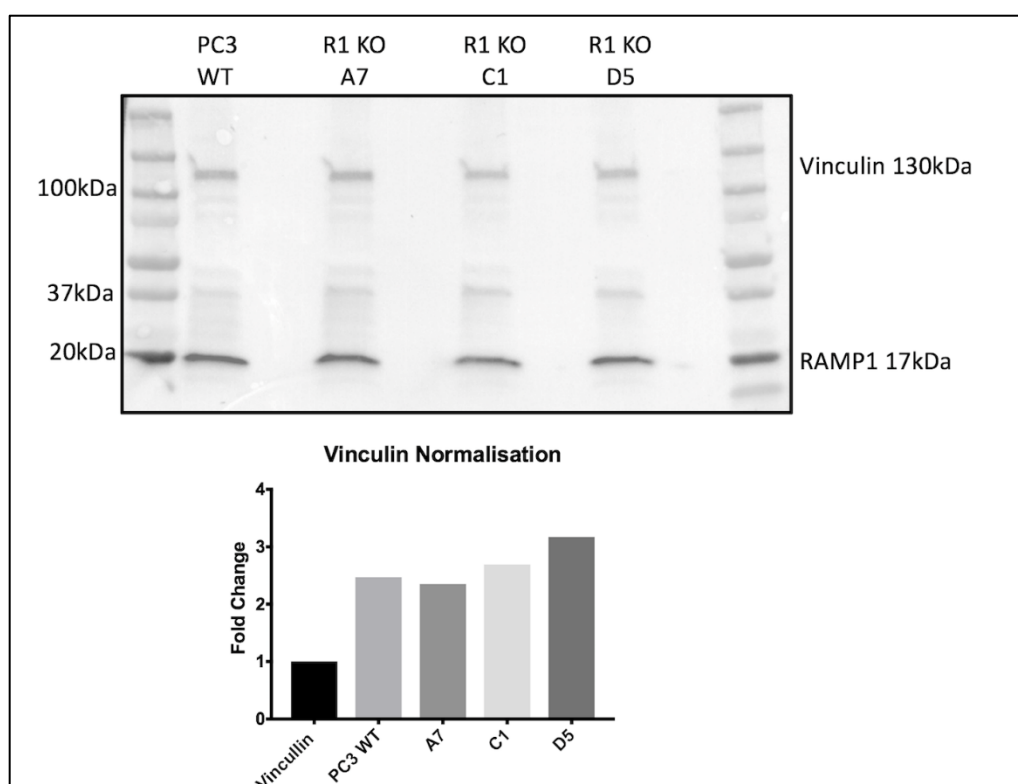 PC3 WT
R1 KO A7
R1 KO C1
R1 KO D5
100kDa
37kDa
20kDa
Vinculin 130kDa
RAMP1 17kDa
Vinculin Normalisation
Fold Change
4
3
2
1
0
Vincullin
PC3 WT
A7
C1
D5